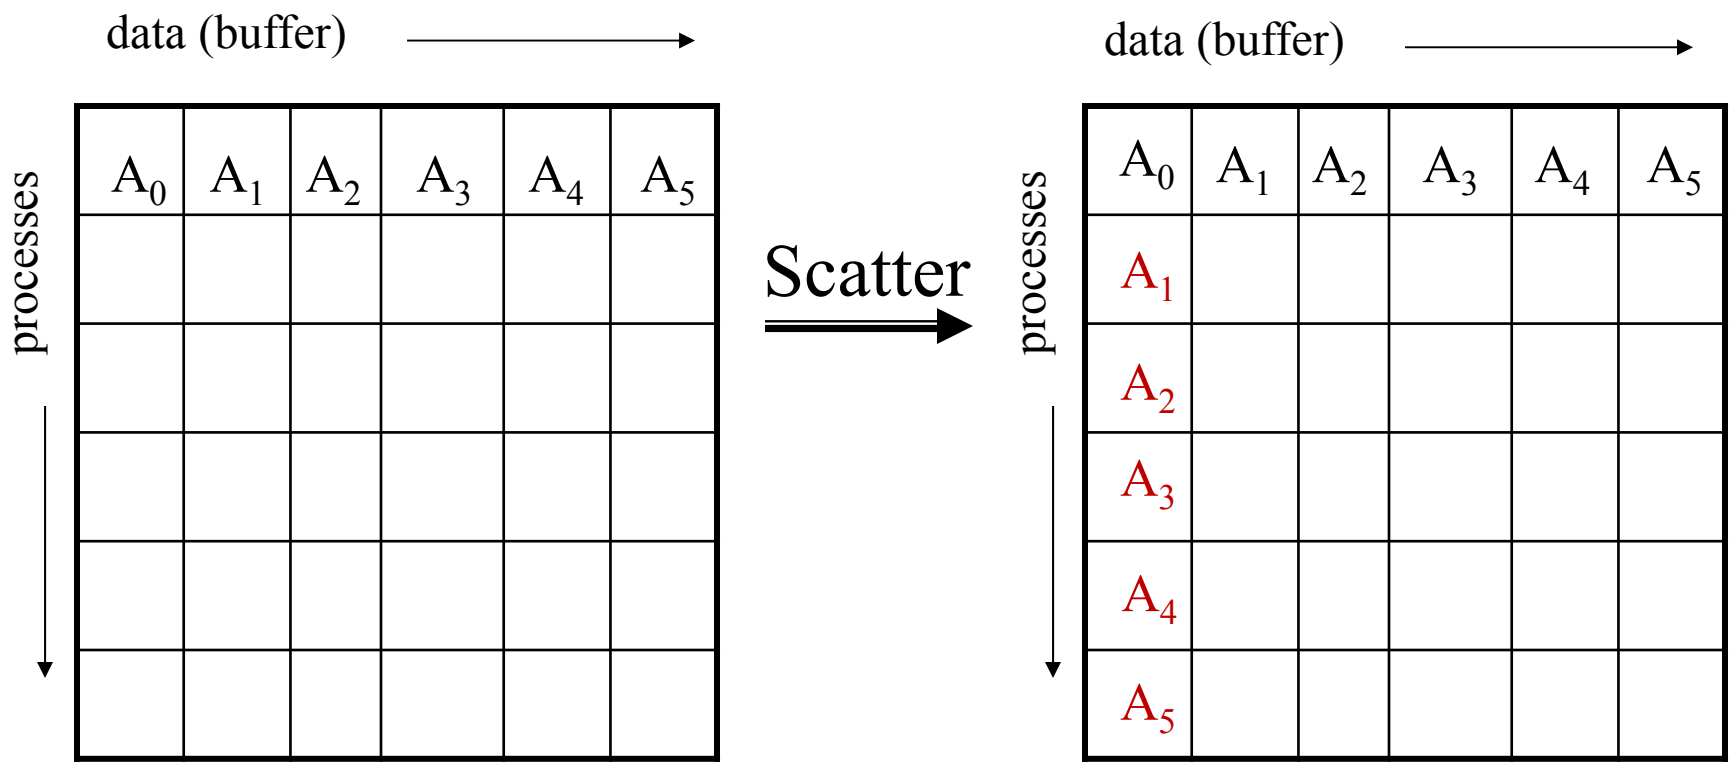 data (buffer)
data (buffer)
processes
A₀ A₁ A₂ A₃ A₄ A₅
Scatter
processes
A₀ A₁ A₂ A₃ A₄ A₅
A₁
A₂
A₃
A₄
A₅